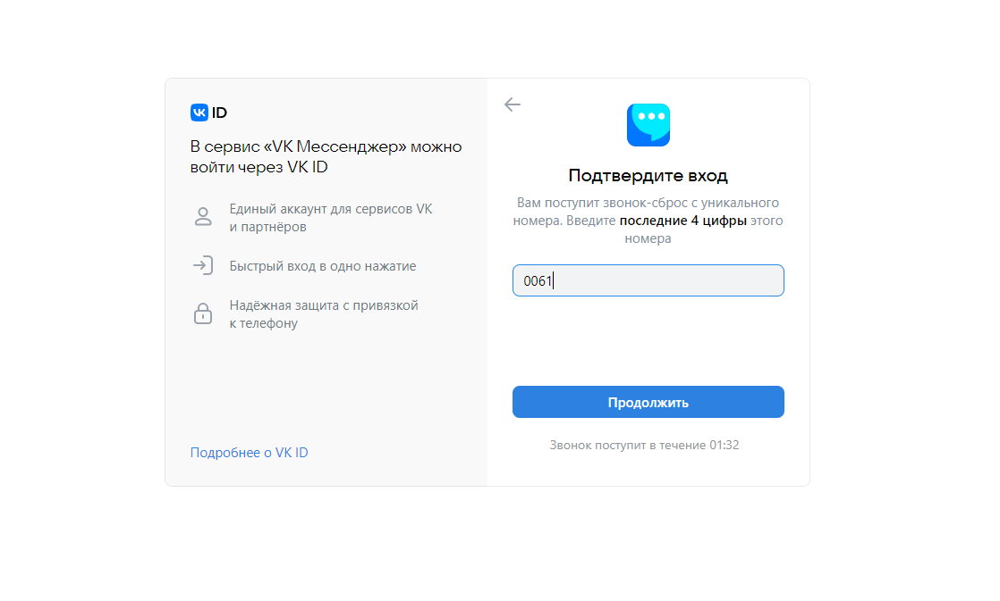 VK ID
В сервис «VK Мессенджер» можно
войти через VK ID
Единый аккаунт для сервисов VK
и партнёров
Быстрый вход в одно нажатие
Надёжная защита с привязкой
к телефону
Подробнее о VK ID
Подтвердите вход
Вам поступит звонок-сброс с уникального
номера. Введите последние 4 цифры этого
номера
0061
Продолжить
Звонок поступит в течение 01:32